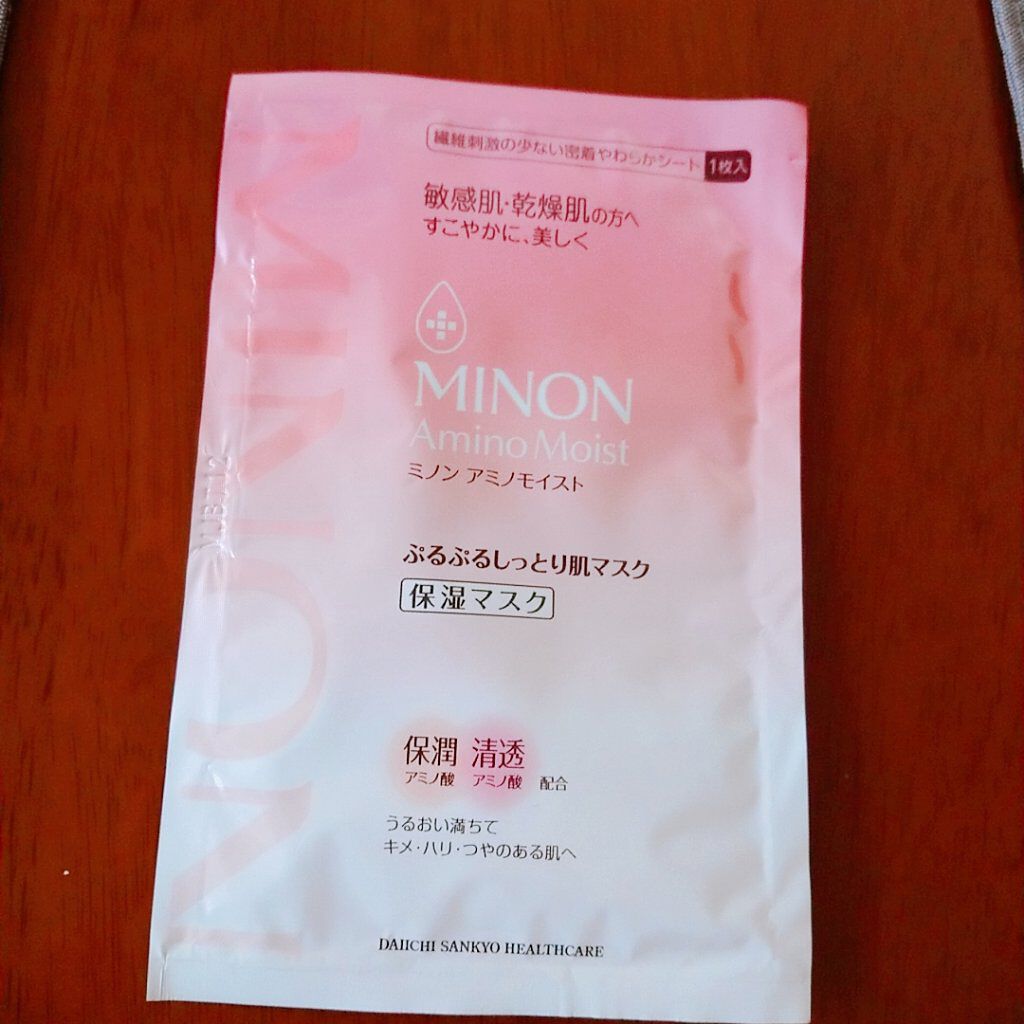 繊維刺激の少ない密着やわらかシート 1枚入
敏感肌・乾燥肌の方へ
すこやかに、美しく
MINON
Amino Moist
ミノン アミノモイスト
ぷるぷるしっとり肌マスク
保湿マスク
保潤 清透
アミノ酸 アミノ酸 配合
うるおい満ちて
キメ・ハリ・つやのある肌へ
DAIICHI SANKYO HEALTHCARE
MINON